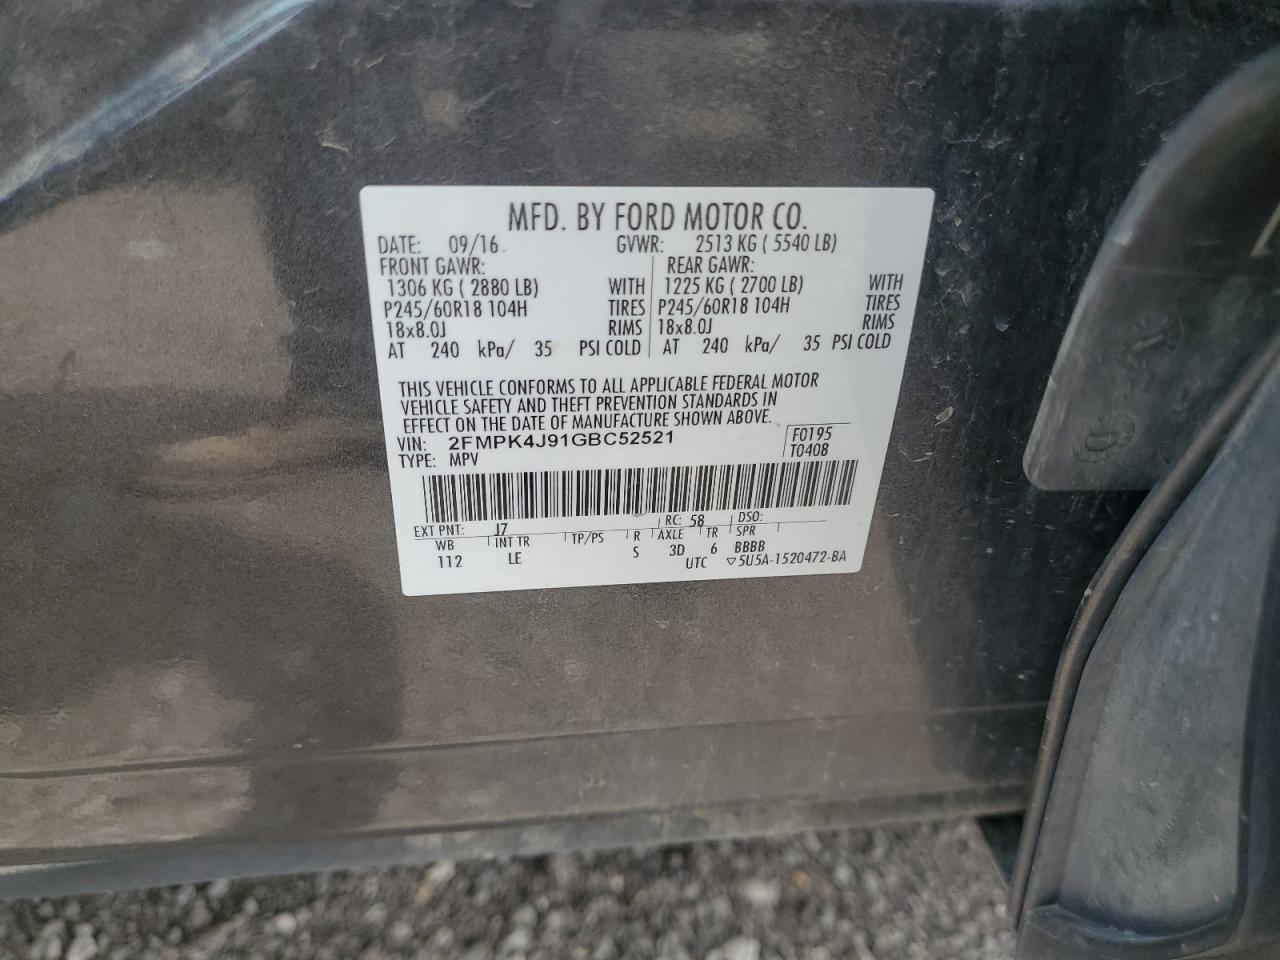 MFD. BY FORD MOTOR CO.
DATE: 09/16 GVWR: 2513 KG ( 5540 LB)
FRONT GAWR: REAR GAWR:
1306 KG ( 2880 LB) WITH 1225 KG ( 2700 LB) WITH
P245/60R18 104H TIRES P245/60R18 104H TIRES
18x8.0J RIMS 18x8.0J RIMS
AT 240 kPa/ 35 PSI COLD AT 240 kPa/ 35 PSI COLD
THIS VEHICLE CONFORMS TO ALL APPLICABLE FEDERAL MOTOR
VEHICLE SAFETY AND THEFT PREVENTION STANDARDS IN
EFFECT ON THE DATE OF MANUFACTURE SHOWN ABOVE.
VIN: 2FMPK4J91GBC52521 F0195
TYPE: MPV T0408
EXT PNT: J7 RC: 58 DSO:
WB INT TR TP/PS R AXLE TR SPR
112 LE S 3D 6 BBBB
UTC ▽5U5A-1520472-BA